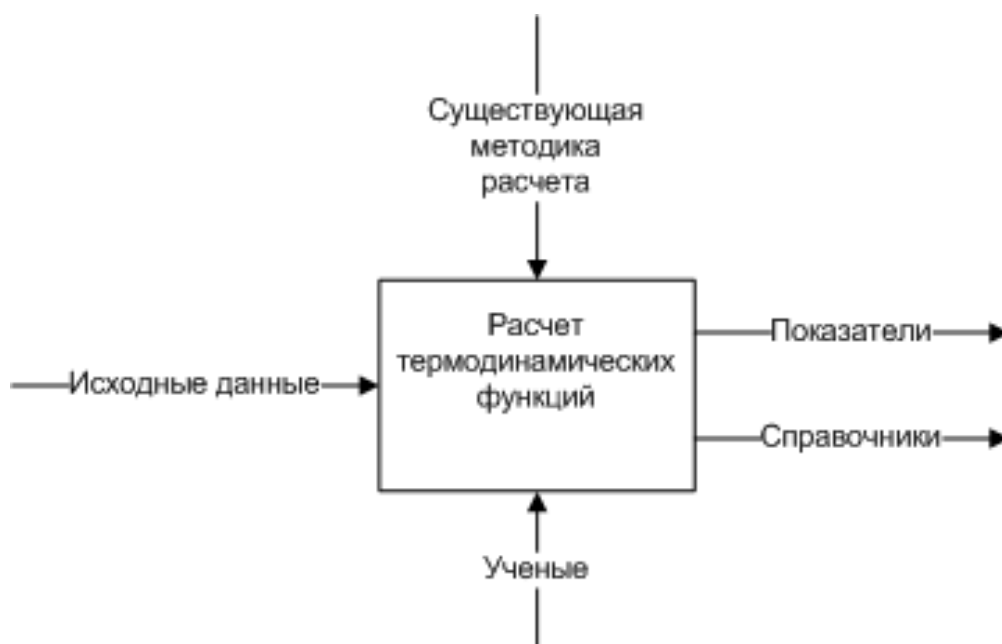 Существующая
методика
расчета
Расчет
термодинамических
функций
Показатели
Исходные данные
Справочники
Ученые